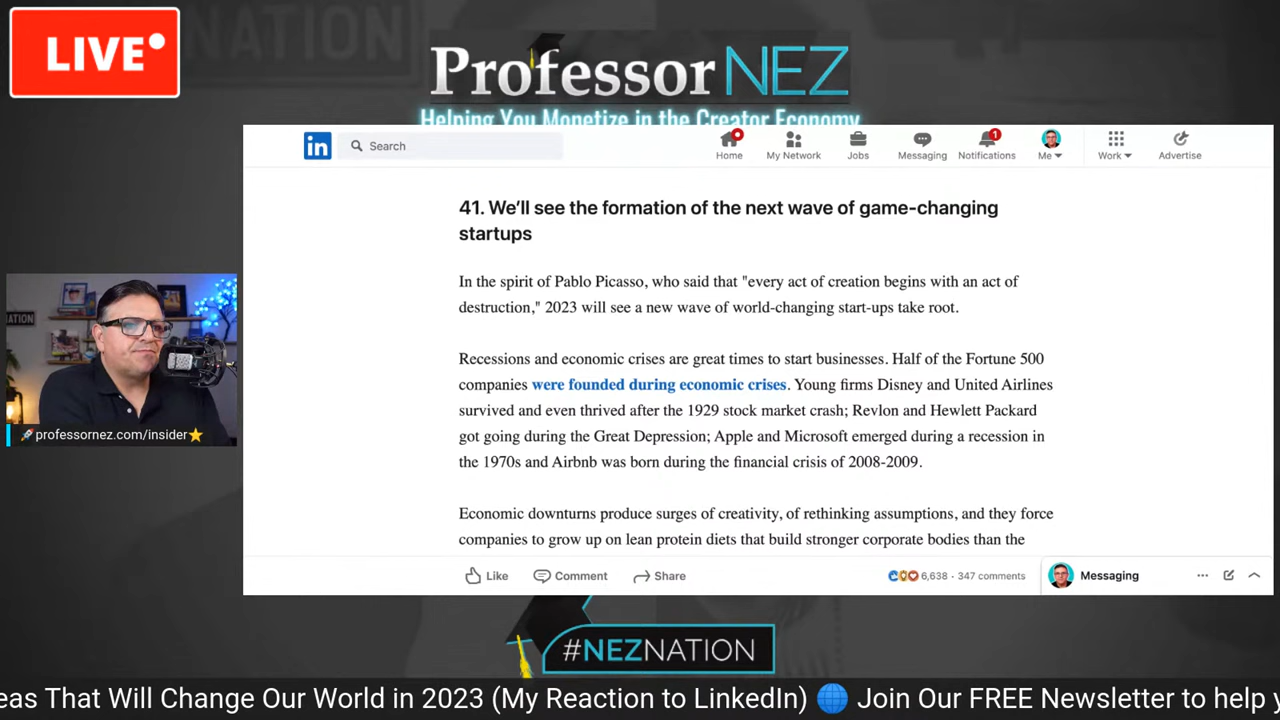 LIVE
NATION
Professor NEZ
Helping You Monetize in the Creator Economy
in
Search
Home
My Network
Jobs
Messaging
1
Notifications
Me
Work
Advertise
41. We'll see the formation of the next wave of game-changing
startups
In the spirit of Pablo Picasso, who said that "every act of creation begins with an act of
destruction," 2023 will see a new wave of world-changing start-ups take root.
Recessions and economic crises are great times to start businesses. Half of the Fortune 500
companies were founded during economic crises. Young firms Disney and United Airlines
survived and even thrived after the 1929 stock market crash; Revlon and Hewlett Packard
got going during the Great Depression; Apple and Microsoft emerged during a recession in
the 1970s and Airbnb was born during the financial crisis of 2008-2009.
Economic downturns produce surges of creativity, of rethinking assumptions, and they force
companies to grow up on lean protein diets that build stronger corporate bodies than the
Like
Comment
Share
6,638 · 347 comments
Messaging
NATION
🚀professornez.com/insider⭐
#NEZNATION
eas That Will Change Our World in 2023 (My Reaction to LinkedIn) 🌐 Join Our FREE Newsletter to help y